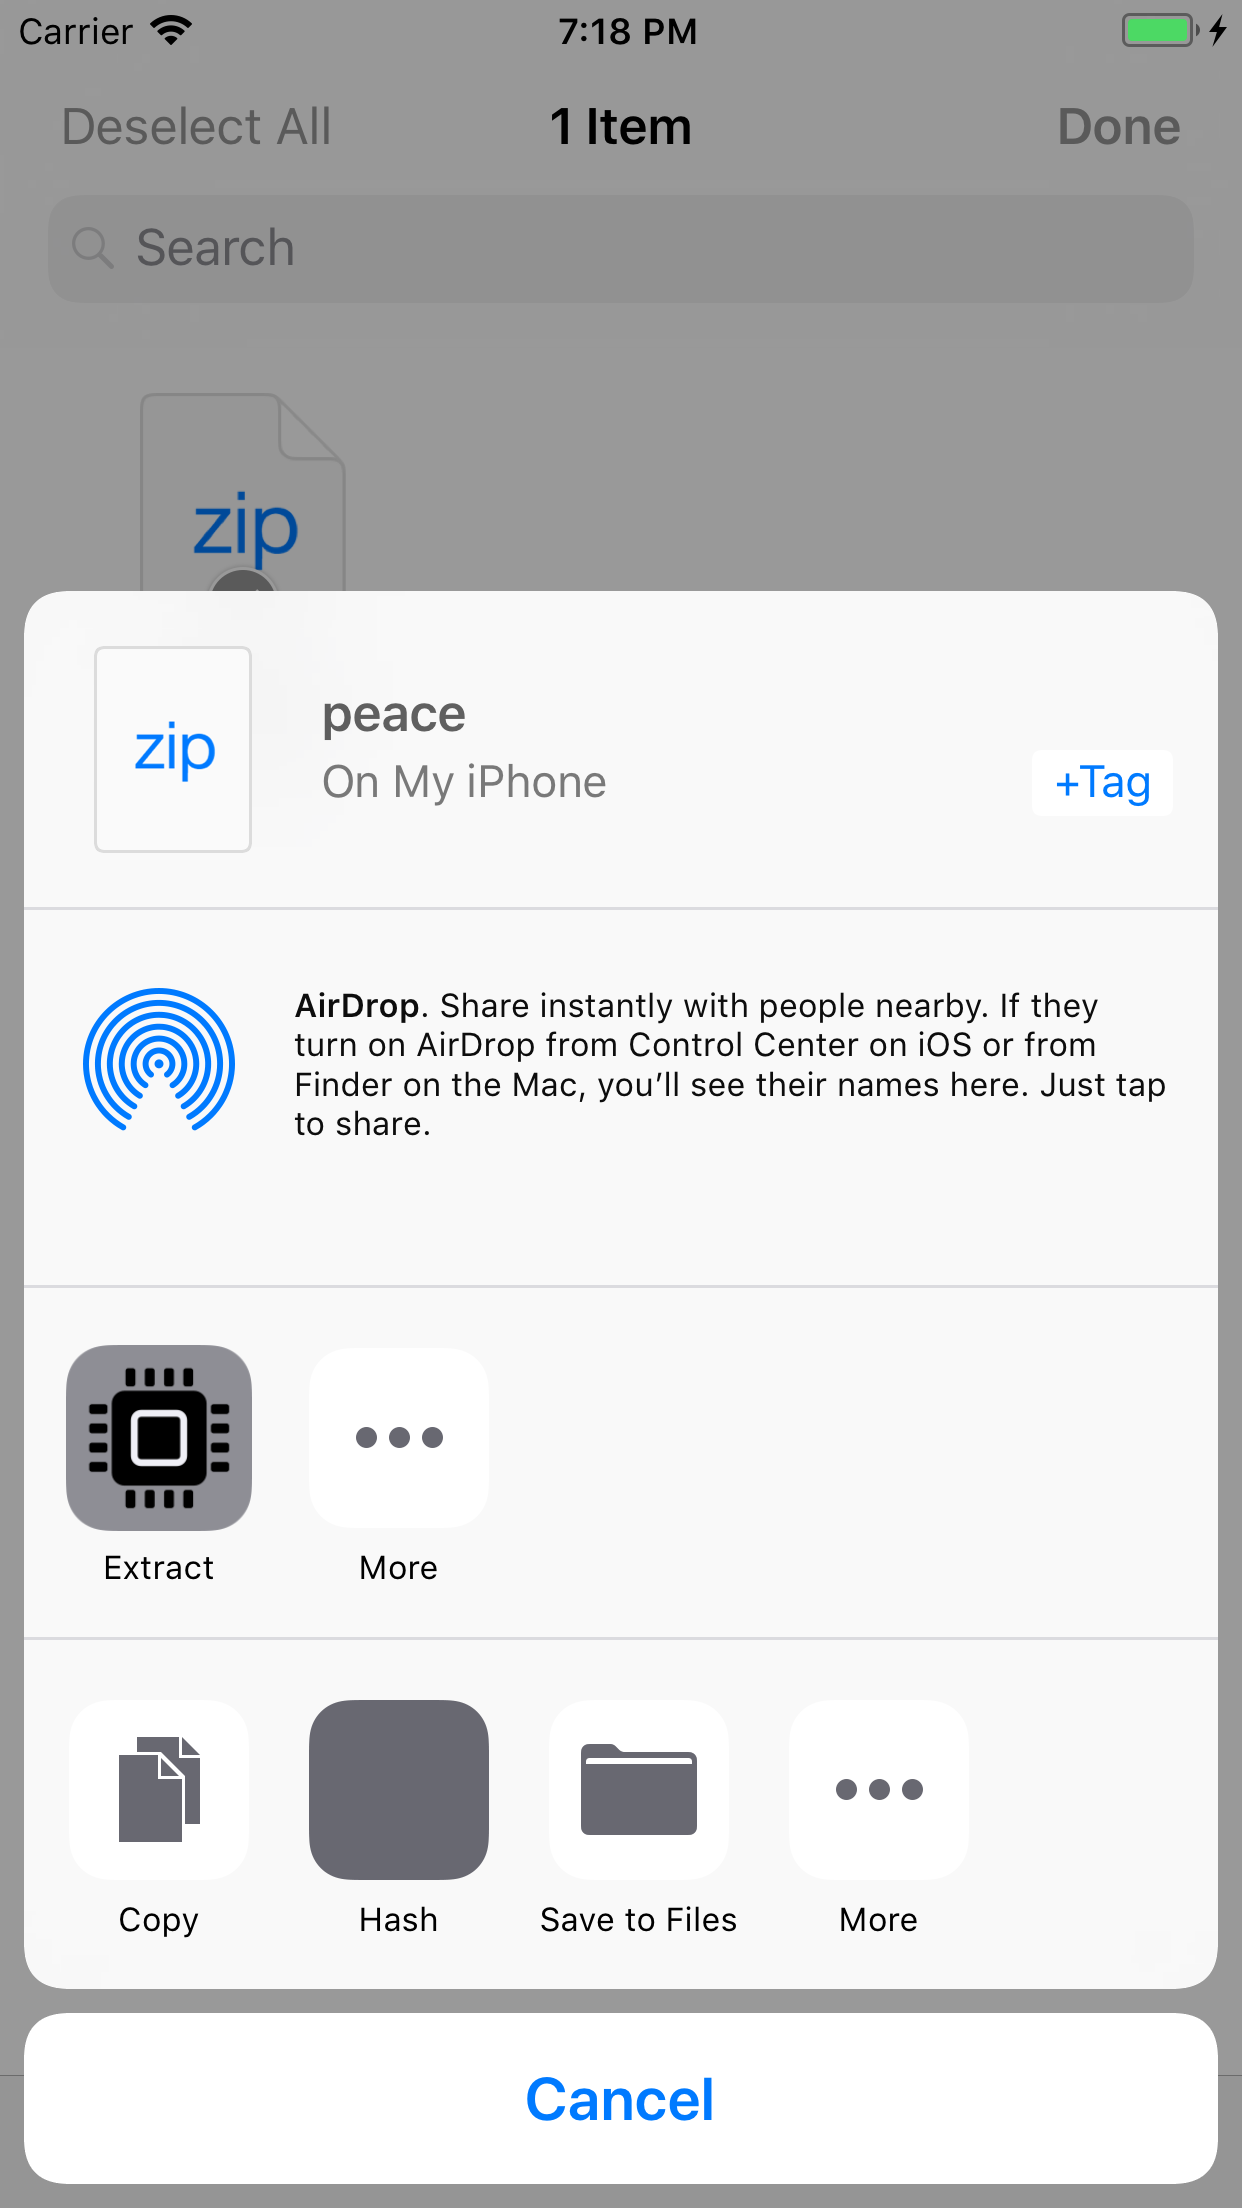 Carrier 7:18 PM
Deselect All 1 Item Done
Search
zip
zip
peace
On My iPhone
+Tag
AirDrop. Share instantly with people nearby. If they
turn on AirDrop from Control Center on iOS or from
Finder on the Mac, you’ll see their names here. Just tap
to share.
Extract More
Copy Hash Save to Files More
Cancel